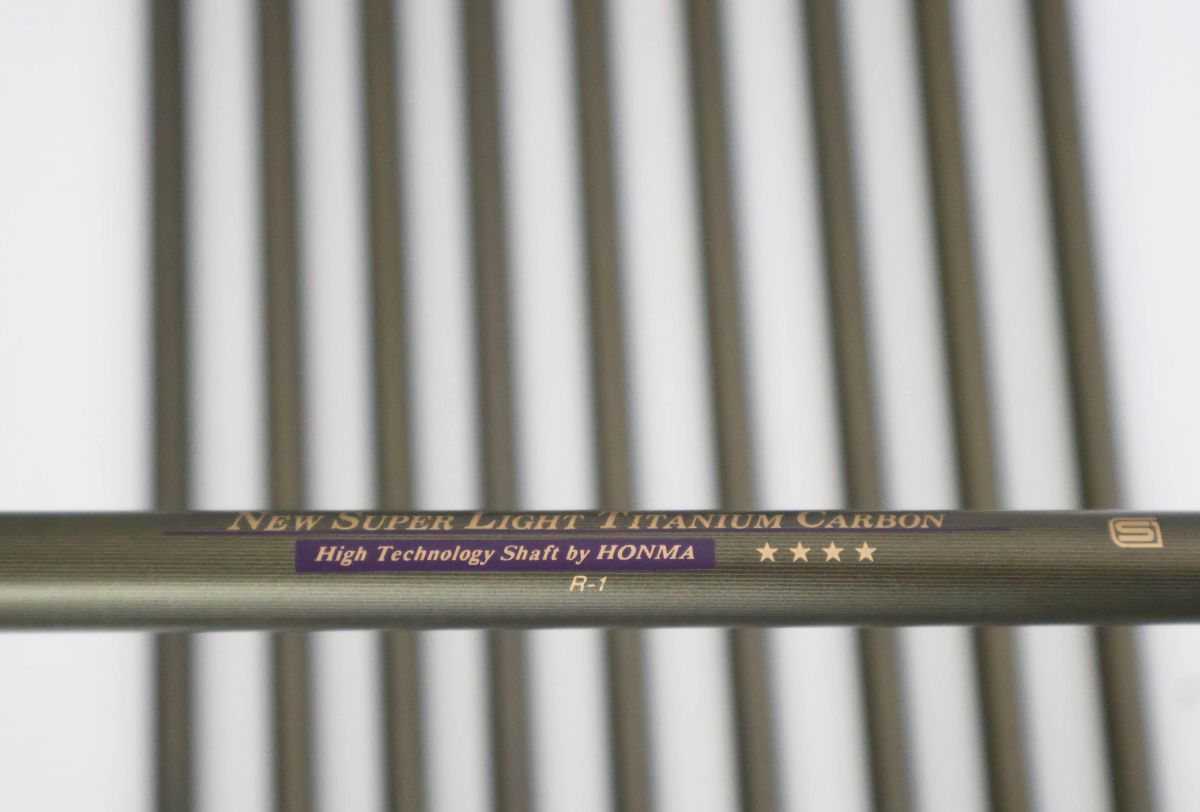 NEW SUPER LIGHT TITANIUM CARBON
High Technology Shaft by HONMA ★★★★
R-1
S